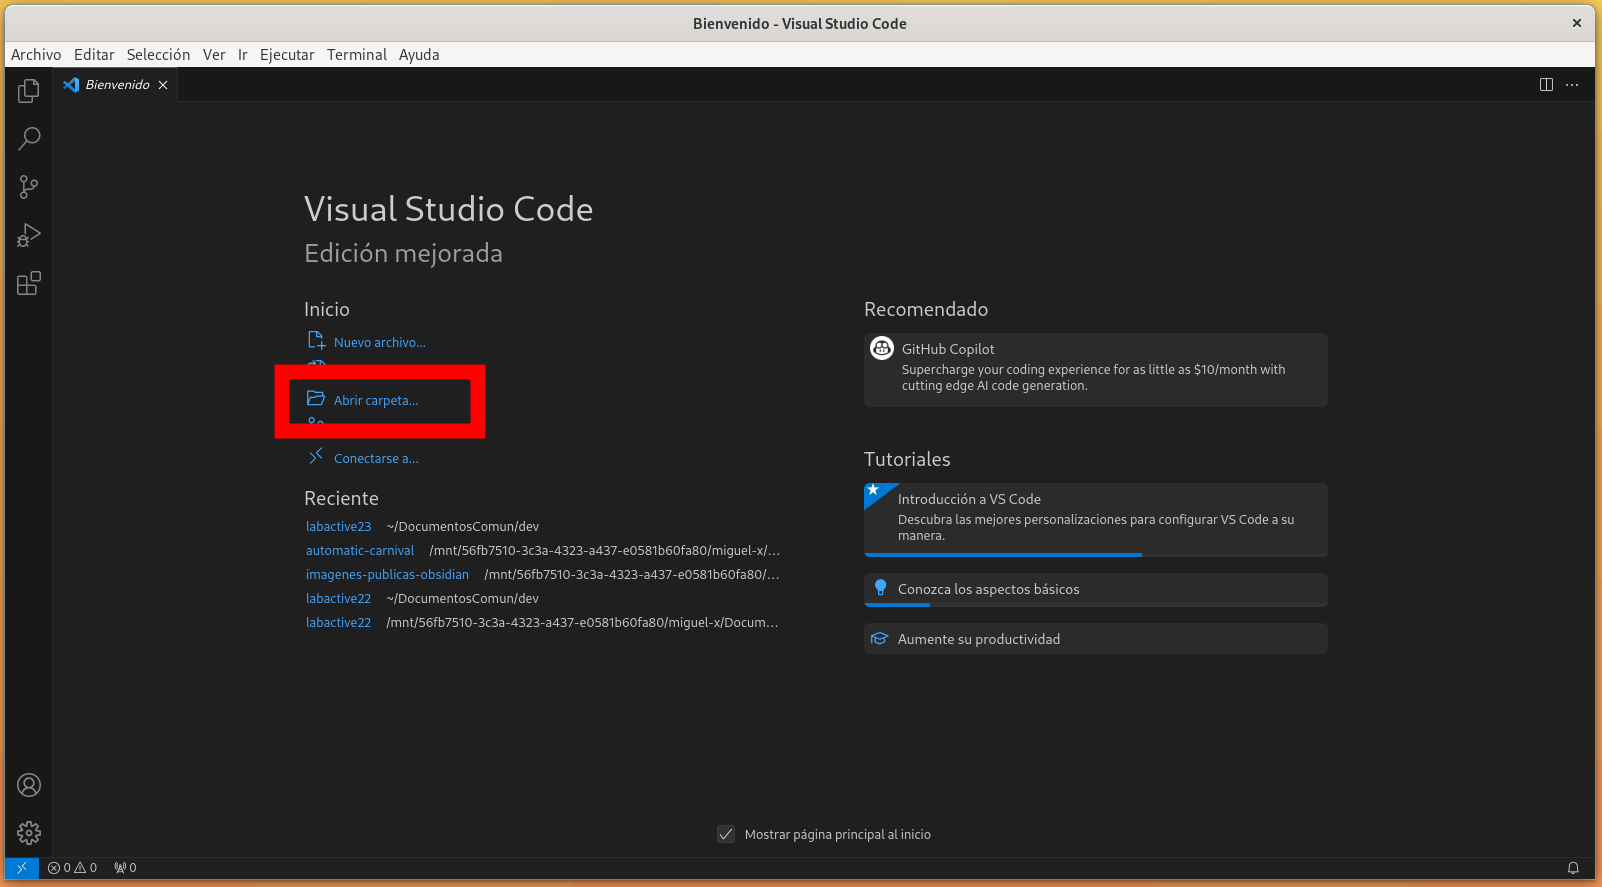 Bienvenido - Visual Studio Code
Archivo Editar Selección Ver Ir Ejecutar Terminal Ayuda
Bienvenido
Visual Studio Code
Edición mejorada
Inicio
Nuevo archivo...
Abrir carpeta...
Conectarse a...
Reciente
labactive23 ~/DocumentosComun/dev
automatic-carnival /mnt/56fb7510-3c3a-4323-a437-e0581b60fa80/miguel-x/...
imagenes-publicas-obsidian /mnt/56fb7510-3c3a-4323-a437-e0581b60fa80/...
labactive22 ~/DocumentosComun/dev
labactive22 /mnt/56fb7510-3c3a-4323-a437-e0581b60fa80/miguel-x/Docum...
Recomendado
GitHub Copilot
Supercharge your coding experience for as little as $10/month with
cutting edge AI code generation.
Tutoriales
Introducción a VS Code
Descubra las mejores personalizaciones para configurar VS Code a su
manera.
Conozca los aspectos básicos
Aumente su productividad
Mostrar página principal al inicio
0 0 0